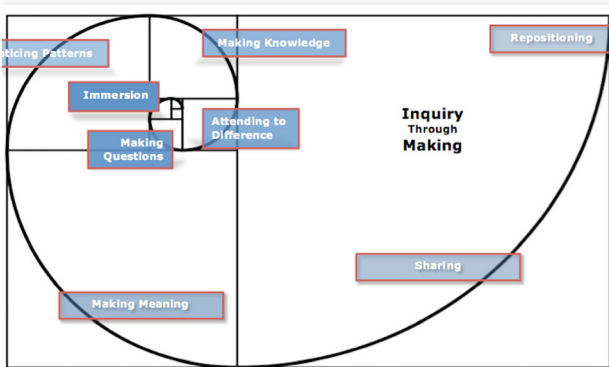 Making Knowledge
Repositioning
Patterns
Immersion
Attending to
Difference
Inquiry
Through
Making
Making
Questions
Sharing
Making Meaning